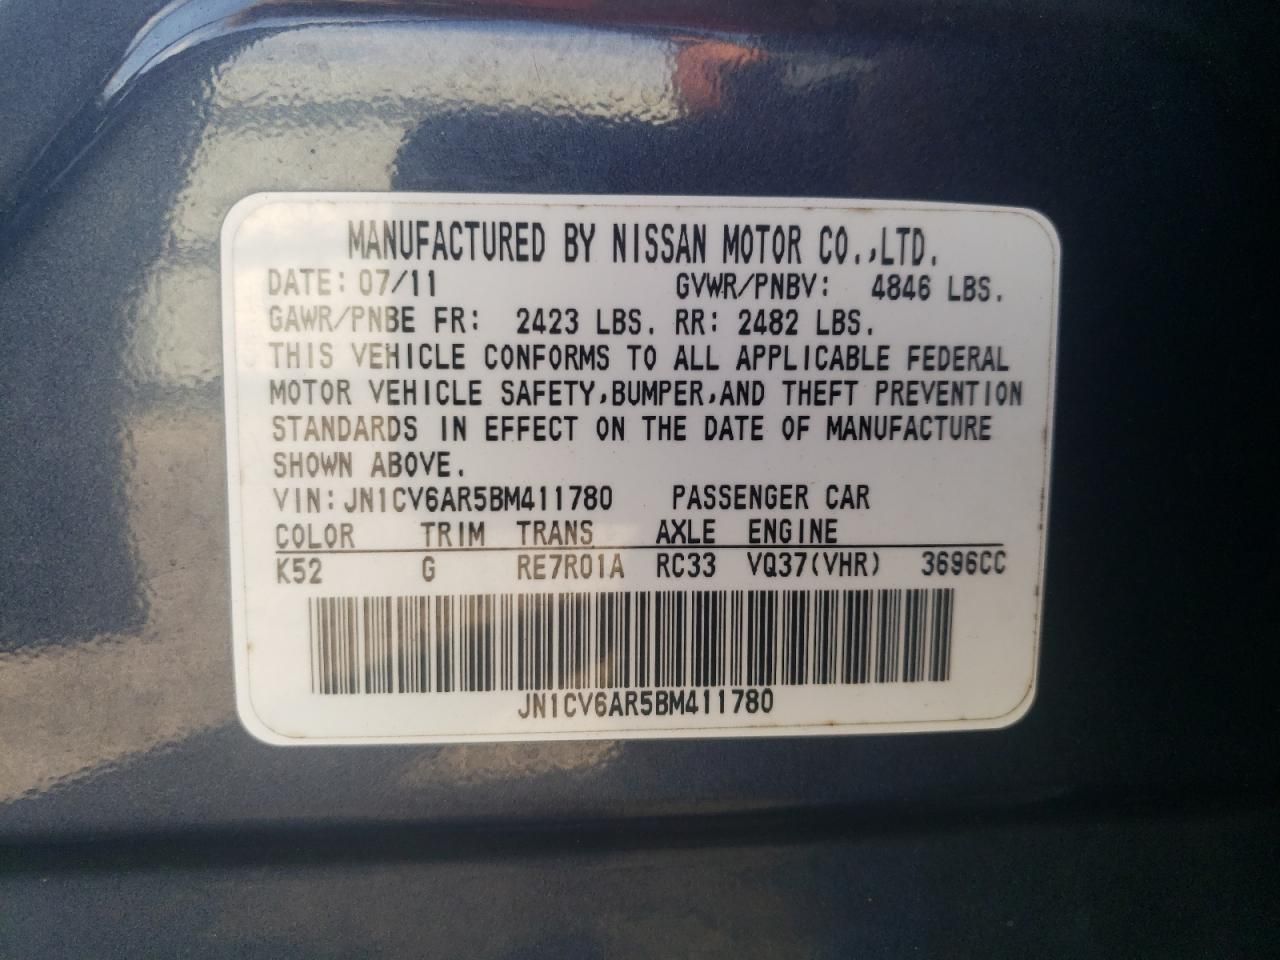 MANUFACTURED BY NISSAN MOTOR CO.,LTD.
DATE: 07/11 GVWR/PNBV: 4846 LBS.
GAWR/PNBE FR: 2423 LBS. RR: 2482 LBS.
THIS VEHICLE CONFORMS TO ALL APPLICABLE FEDERAL
MOTOR VEHICLE SAFETY,BUMPER,AND THEFT PREVENTION
STANDARDS IN EFFECT ON THE DATE OF MANUFACTURE
SHOWN ABOVE.
VIN:JN1CV6AR5BM411780 PASSENGER CAR
COLOR TRIM TRANS AXLE ENGINE
K52 G RE7R01A RC33 VQ37(VHR) 3696CC
JN1CV6AR5BM411780